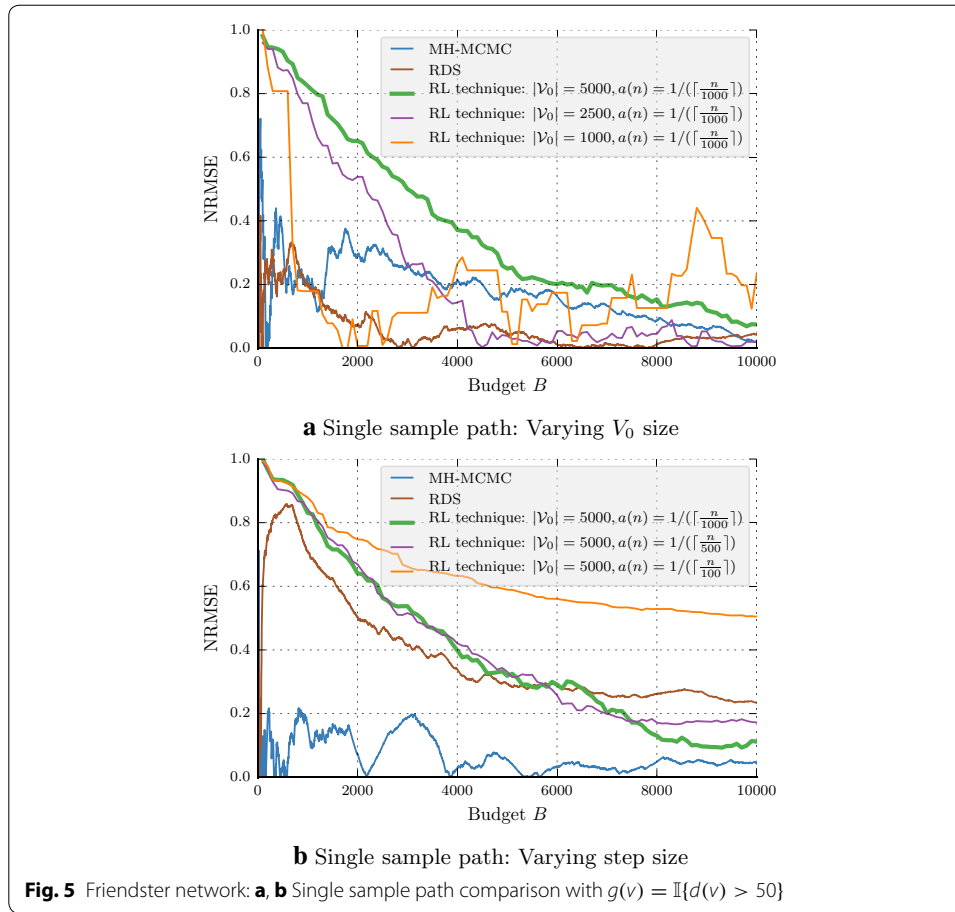 1.0
0.8
0.6
0.4
0.2
0.0
NRMSE
MH-MCMC
RDS
RL technique: |𝒱₀| = 5000, a(n) = 1/(⌈n/1000⌉)
RL technique: |𝒱₀| = 2500, a(n) = 1/(⌈n/1000⌉)
RL technique: |𝒱₀| = 1000, a(n) = 1/(⌈n/1000⌉)
0 2000 4000 6000 8000 10000
Budget B
a Single sample path: Varying V₀ size
1.0
0.8
0.6
0.4
0.2
0.0
NRMSE
MH-MCMC
RDS
RL technique: |𝒱₀| = 5000, a(n) = 1/(⌈n/1000⌉)
RL technique: |𝒱₀| = 5000, a(n) = 1/(⌈n/500⌉)
RL technique: |𝒱₀| = 5000, a(n) = 1/(⌈n/100⌉)
0 2000 4000 6000 8000 10000
Budget B
b Single sample path: Varying step size
Fig. 5 Friendster network: a, b Single sample path comparison with g(v) = 𝕀{d(v) > 50}